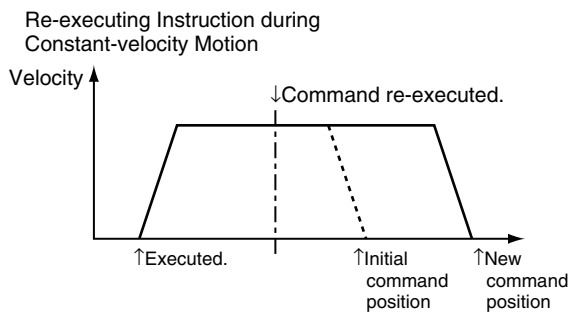 Re-executing Instruction during
Constant-velocity Motion
Velocity
↓Command re-executed.
↑Executed.
↑Initial
command
position
↑New
command
position